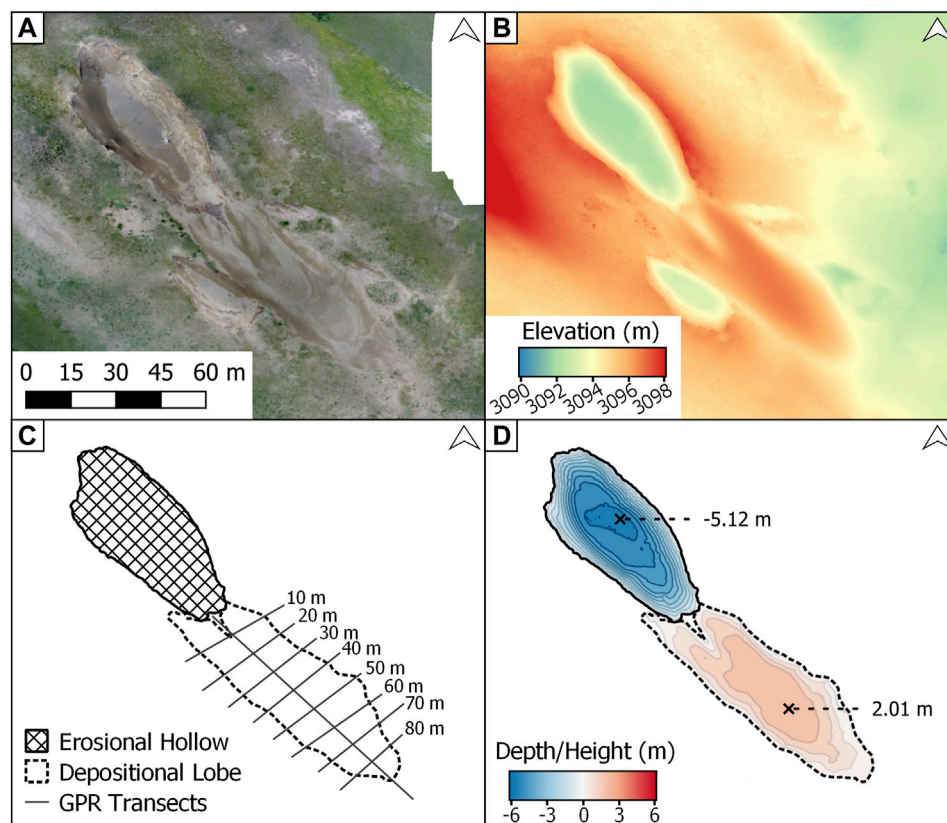 A
B
0 15 30 45 60 m
Elevation (m)
3090 3092 3094 3096 3098
C
D
10 m
20 m
30 m
40 m
50 m
60 m
70 m
80 m
Erosional Hollow
Depositional Lobe
GPR Transects
-5.12 m
2.01 m
Depth/Height (m)
-6 -3 0 3 6